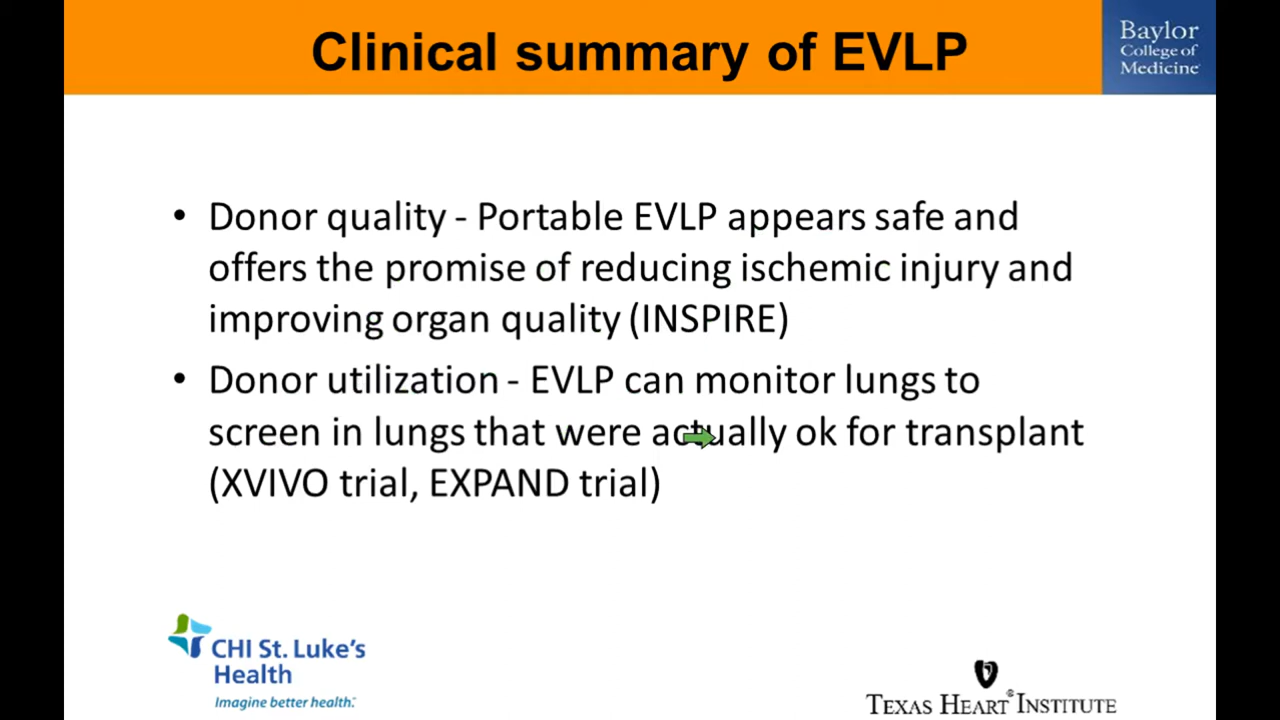 Clinical summary of EVLP
Baylor
College of
Medicine
• Donor quality - Portable EVLP appears safe and
offers the promise of reducing ischemic injury and
improving organ quality (INSPIRE)
• Donor utilization - EVLP can monitor lungs to
screen in lungs that were actually ok for transplant
(XVIVO trial, EXPAND trial)
CHI St. Luke's
Health
Imagine better health.
TEXAS HEART® INSTITUTE